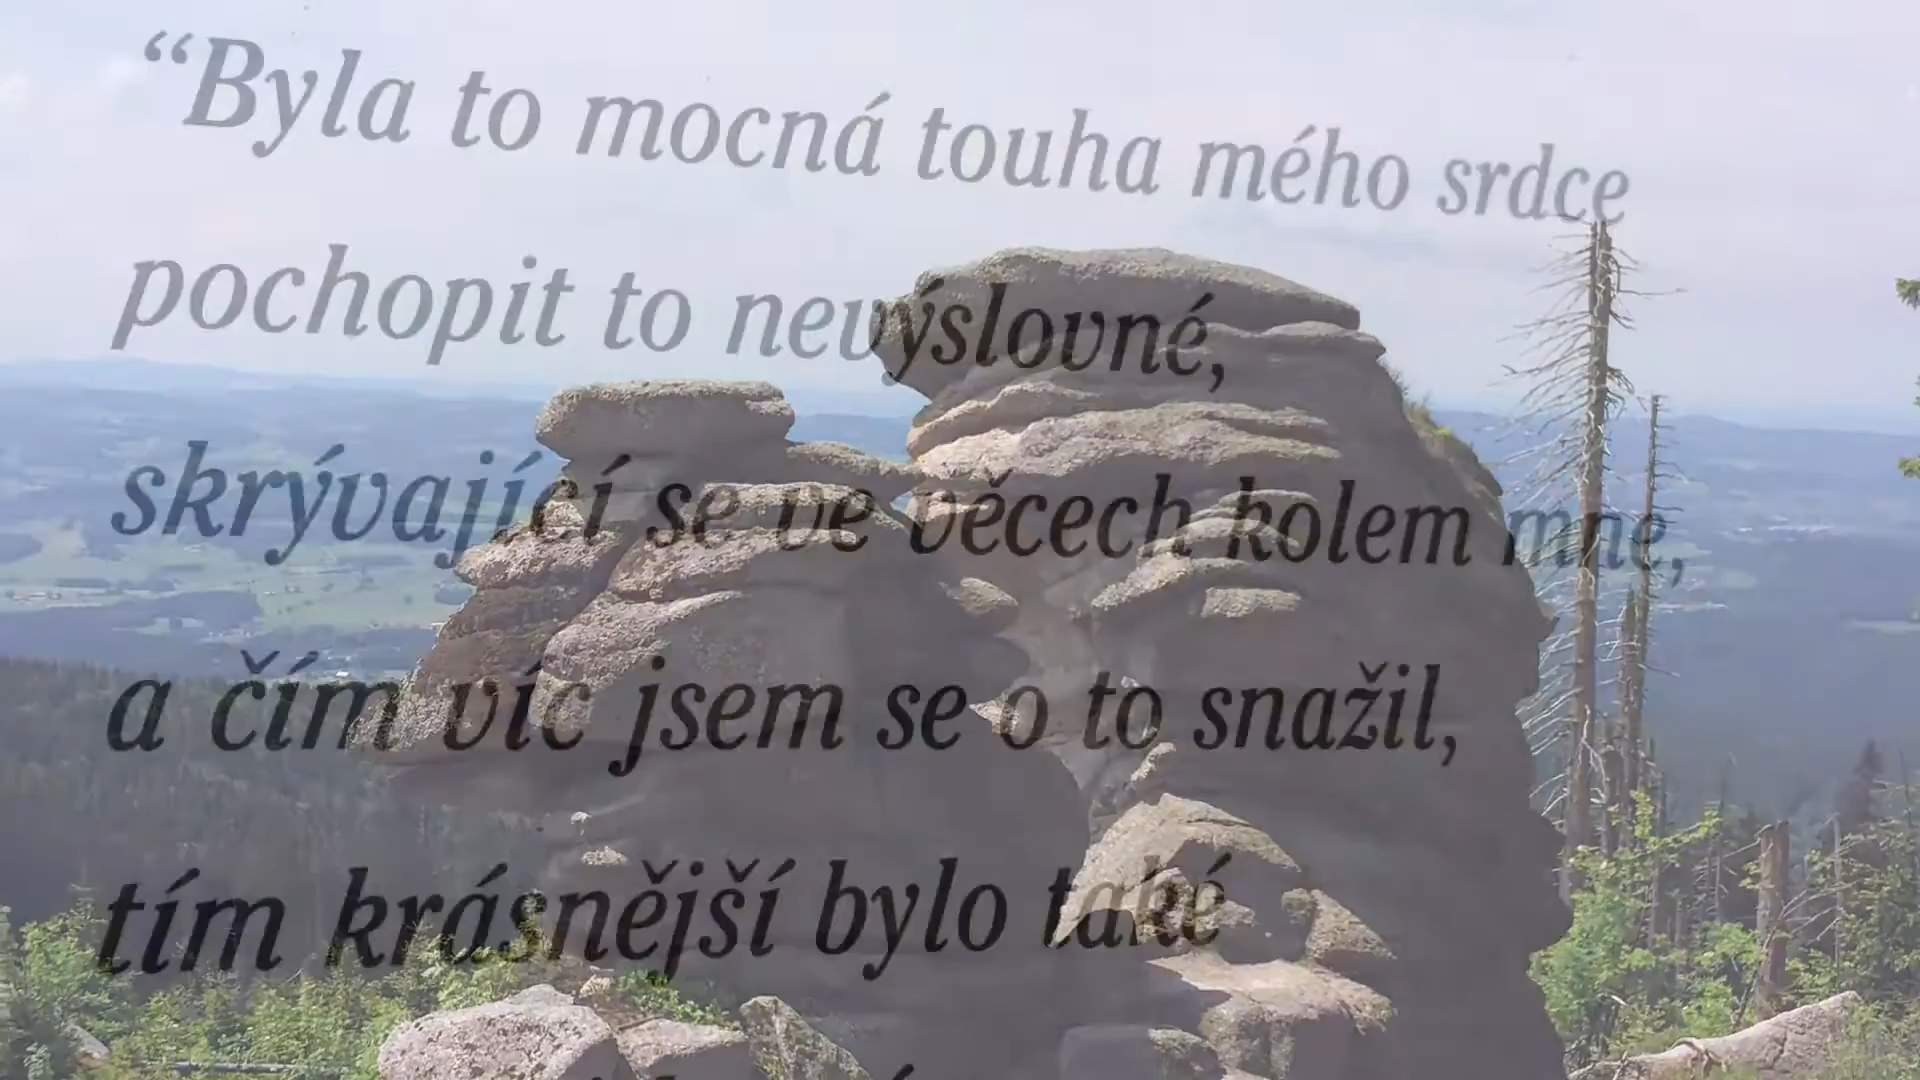 “Byla to mocná touha mého srdce
pochopit to nevýslovné,
skrývající se ve věcech kolem mne,
a čím víc jsem se o to snažil,
tím krásnější bylo také